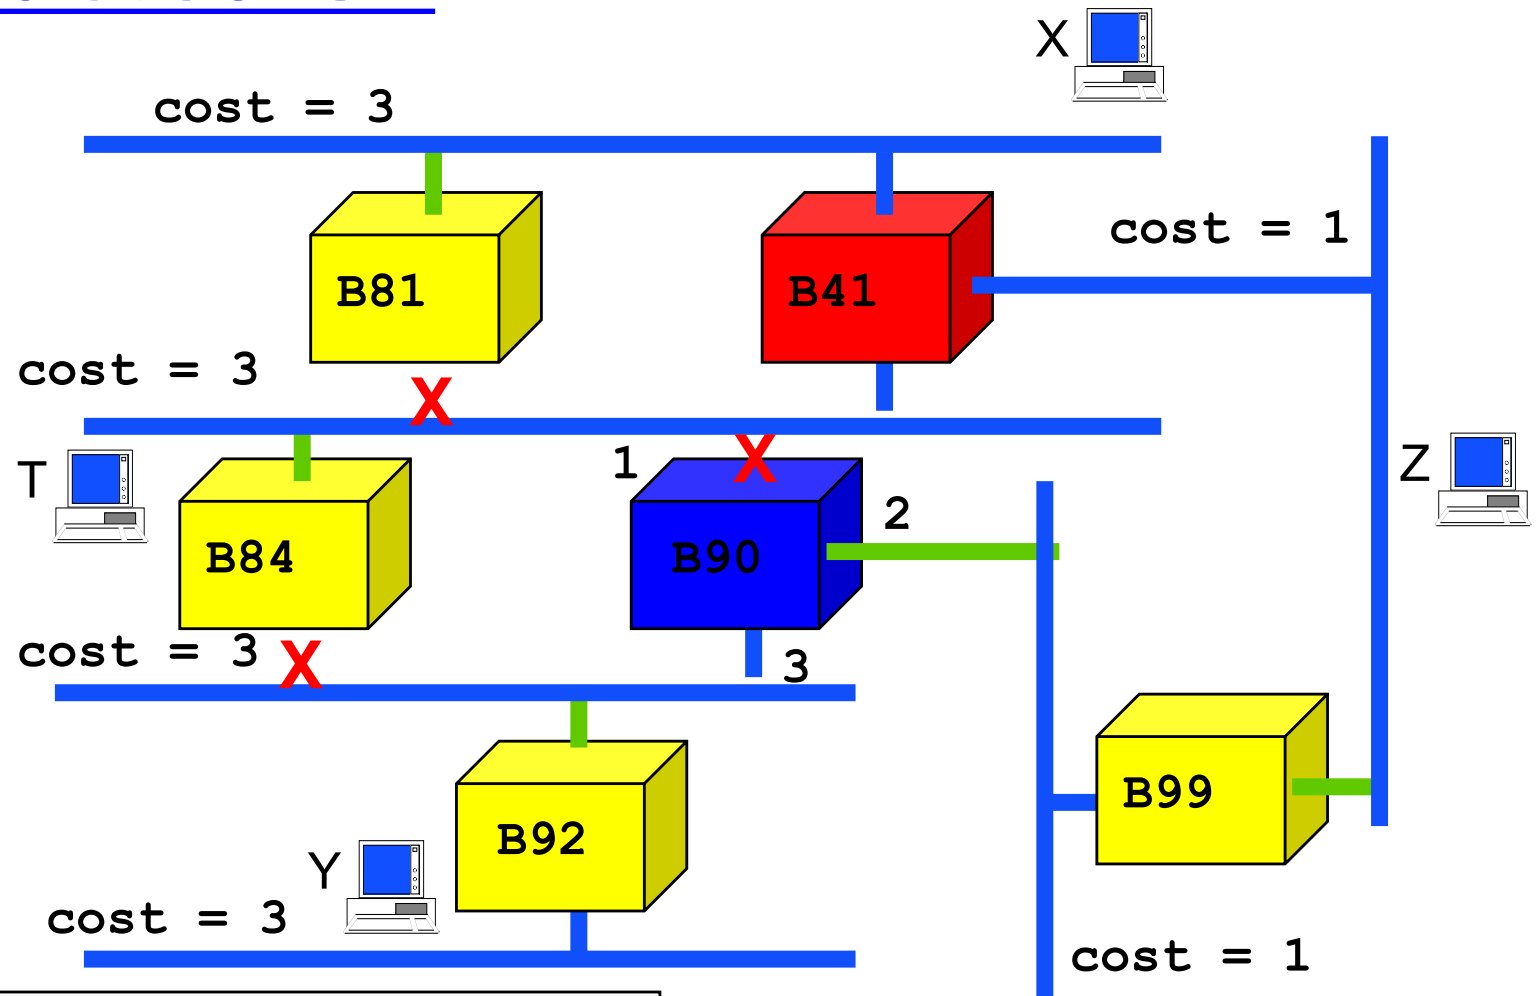 X
cost = 3
cost = 1
B81
B41
cost = 3
X
X
1
T
Z
2
B84
B90
cost = 3
X
3
B99
B92
Y
cost = 3
cost = 1